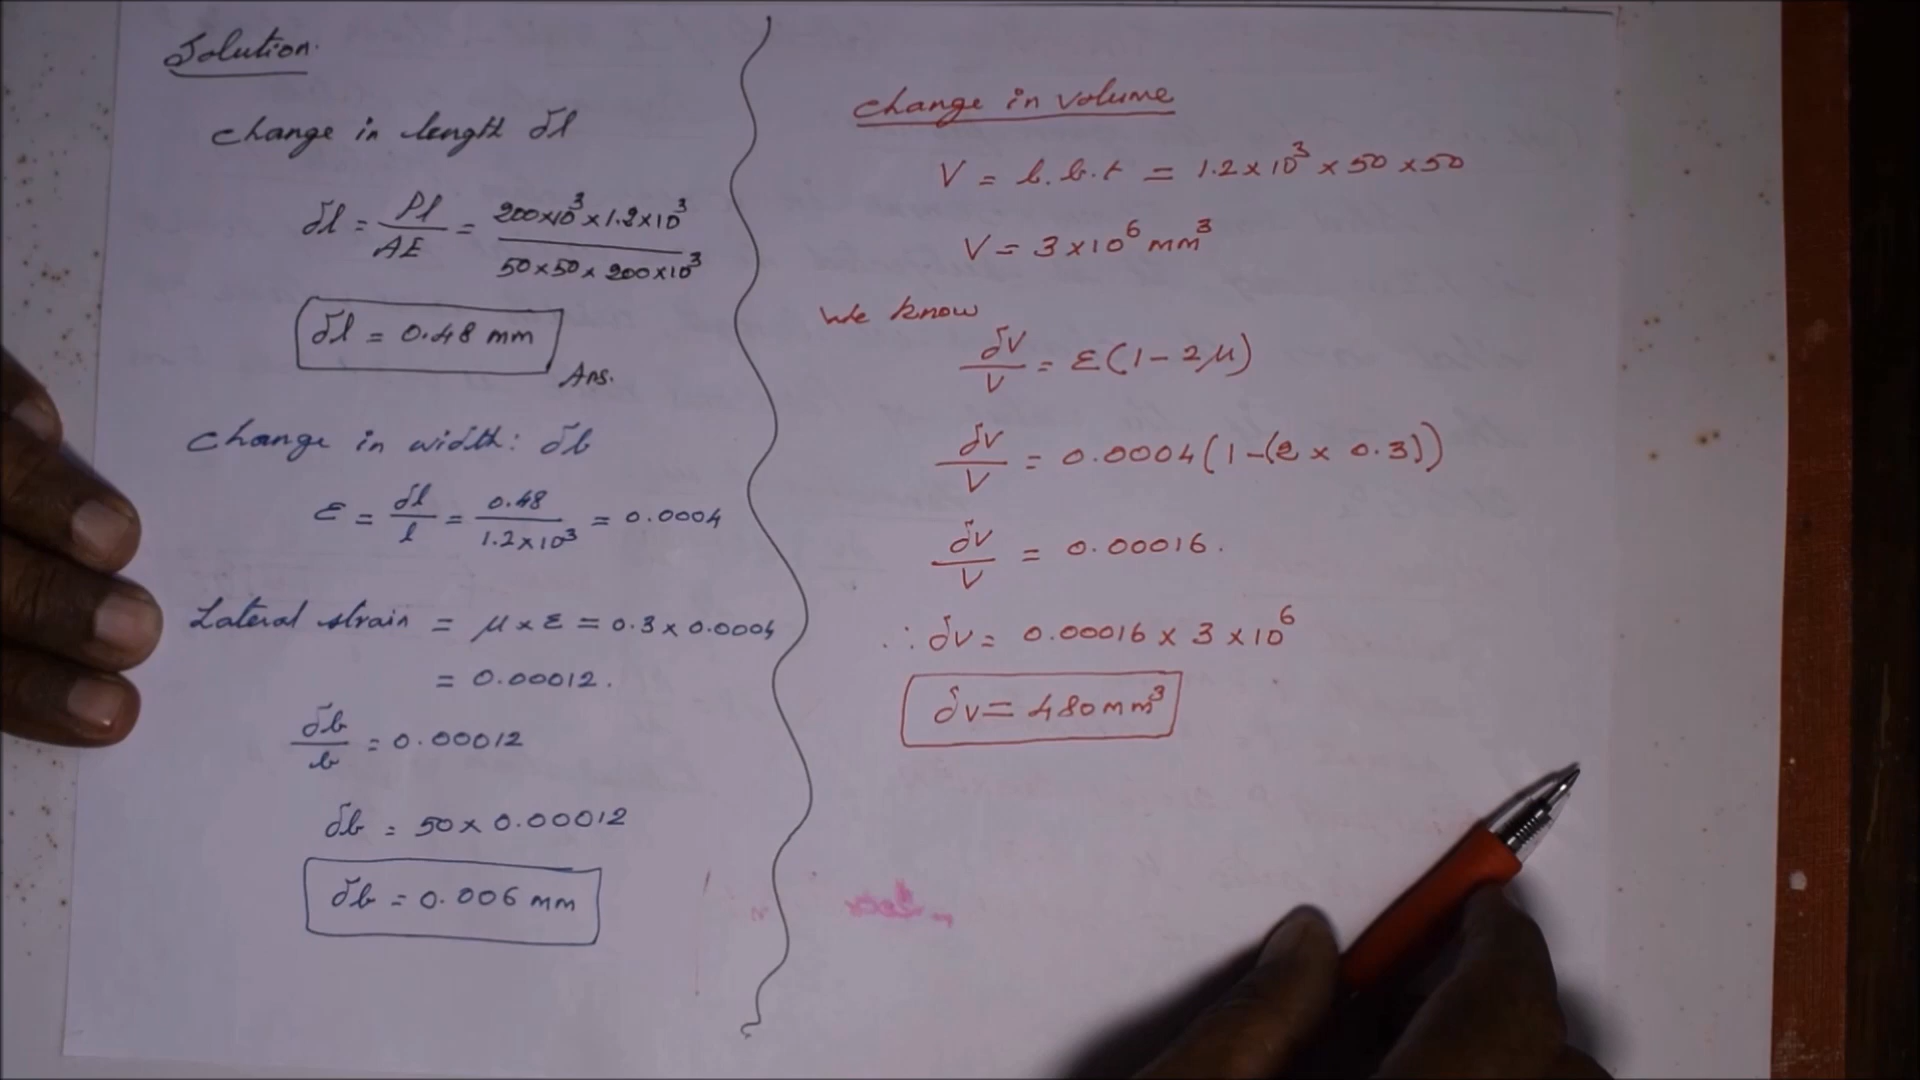 Solution.
Change in length δl
δl = Pl/AE = 200×10³×1.2×10³/50×50×200×10³
δl = 0.48 mm
Ans.
Change in width: δb
ε = δl/l = 0.48/1.2×10³ = 0.0004
Lateral strain = μ×ε = 0.3×0.0004
= 0.00012.
δb/b = 0.00012
δb = 50×0.00012
δb = 0.006 mm
Change in volume
V = l.b.t = 1.2×10³×50×50
V = 3×10⁶ mm³
We know
δV/V = ε(1-2μ)
δV/V = 0.0004(1-(2×0.3))
δV/V = 0.00016.
∴ δV = 0.00016×3×10⁶
δV = 480 mm³